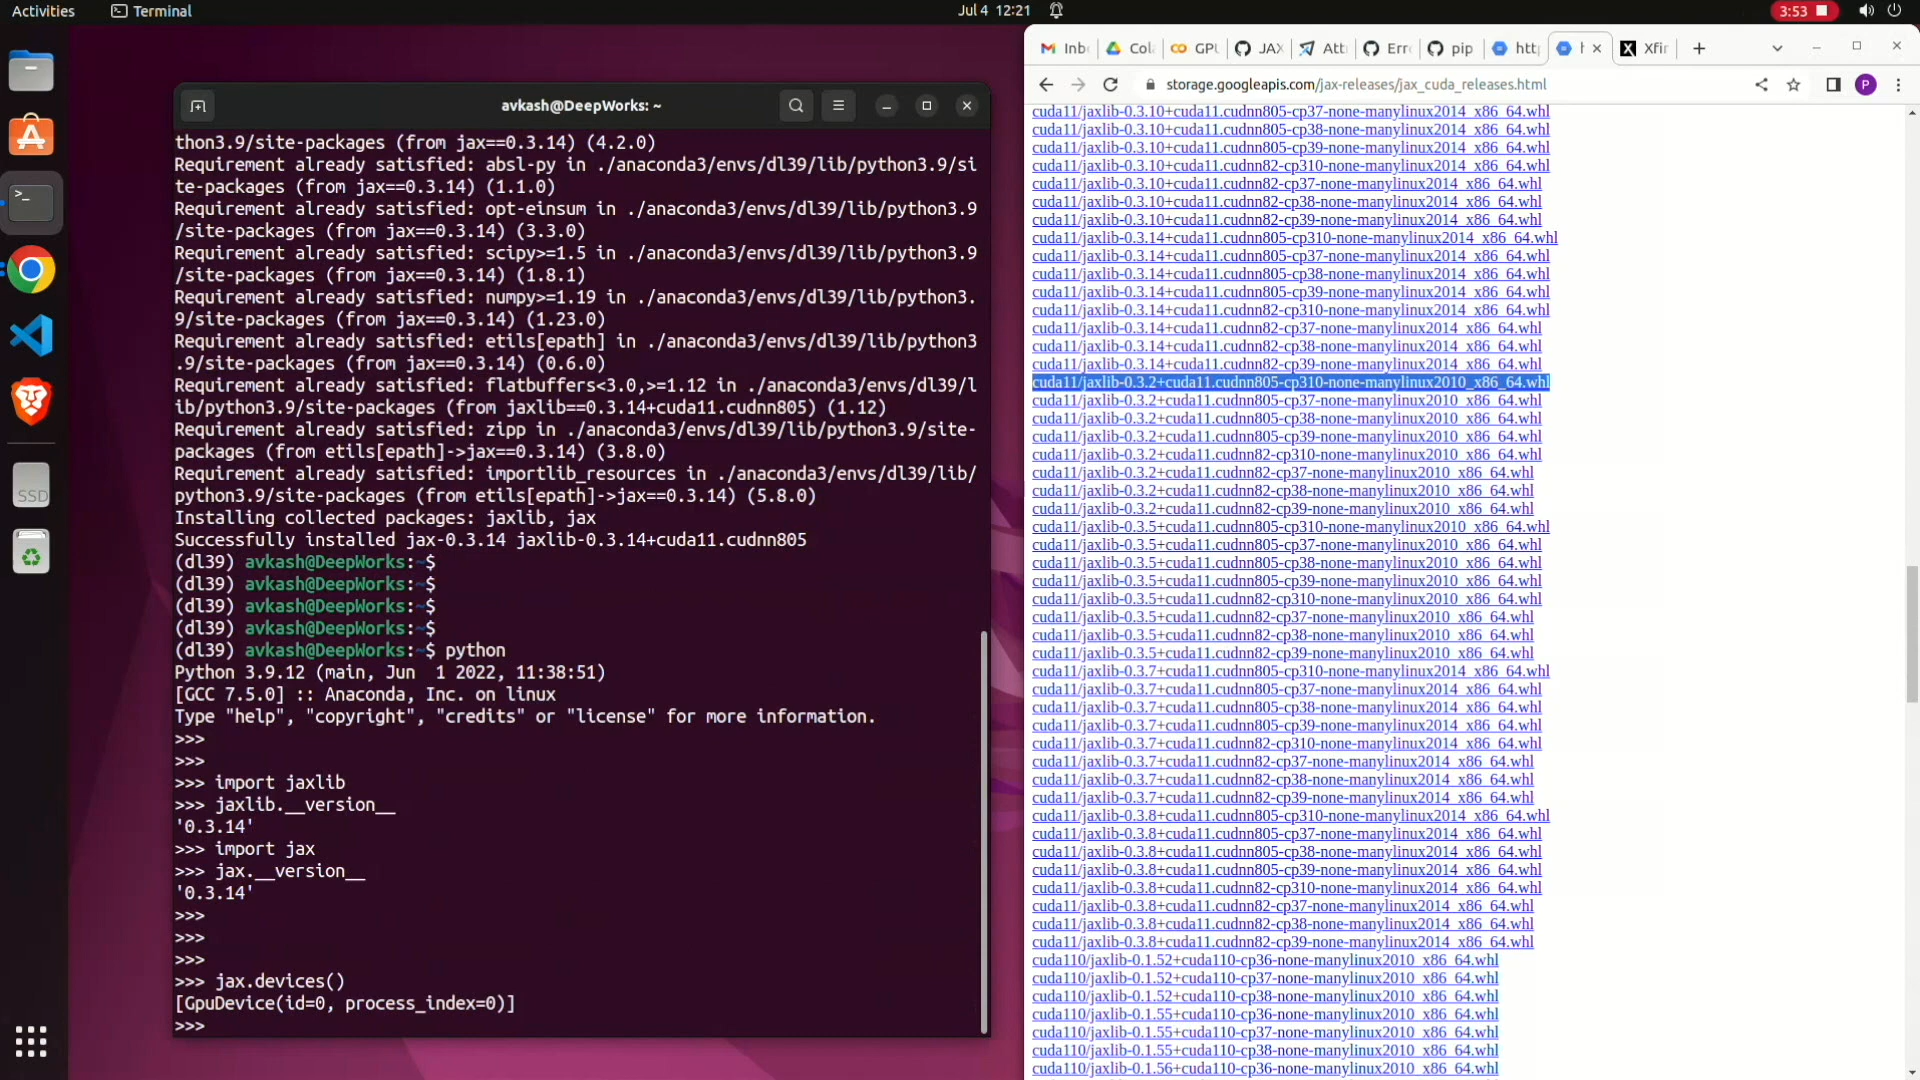 Activities
Terminal
Jul 4 12:21
3:53
avkash@DeepWorks: ~
thon3.9/site-packages (from jax==0.3.14) (4.2.0)
Requirement already satisfied: absl-py in ./anaconda3/envs/dl39/lib/python3.9/si
te-packages (from jax==0.3.14) (1.1.0)
Requirement already satisfied: opt-einsum in ./anaconda3/envs/dl39/lib/python3.9
/site-packages (from jax==0.3.14) (3.3.0)
Requirement already satisfied: scipy>=1.5 in ./anaconda3/envs/dl39/lib/python3.9
/site-packages (from jax==0.3.14) (1.8.1)
Requirement already satisfied: numpy>=1.19 in ./anaconda3/envs/dl39/lib/python3.
9/site-packages (from jax==0.3.14) (1.23.0)
Requirement already satisfied: etils[epath] in ./anaconda3/envs/dl39/lib/python3
.9/site-packages (from jax==0.3.14) (0.6.0)
Requirement already satisfied: flatbuffers<3.0,>=1.12 in ./anaconda3/envs/dl39/l
ib/python3.9/site-packages (from jaxlib==0.3.14+cuda11.cudnn805) (1.12)
Requirement already satisfied: zipp in ./anaconda3/envs/dl39/lib/python3.9/site-
packages (from etils[epath]->jax==0.3.14) (3.8.0)
Requirement already satisfied: importlib_resources in ./anaconda3/envs/dl39/lib/
python3.9/site-packages (from etils[epath]->jax==0.3.14) (5.8.0)
Installing collected packages: jaxlib, jax
Successfully installed jax-0.3.14 jaxlib-0.3.14+cuda11.cudnn805
(dl39) avkash@DeepWorks:~$
(dl39) avkash@DeepWorks:~$
(dl39) avkash@DeepWorks:~$
(dl39) avkash@DeepWorks:~$
(dl39) avkash@DeepWorks:~$ python
Python 3.9.12 (main, Jun  1 2022, 11:38:51)
[GCC 7.5.0] :: Anaconda, Inc. on linux
Type "help", "copyright", "credits" or "license" for more information.
>>>
>>>
>>> import jaxlib
>>> jaxlib.__version__
'0.3.14'
>>> import jax
>>> jax.__version__
'0.3.14'
>>>
>>>
>>>
>>> jax.devices()
[GpuDevice(id=0, process_index=0)]
>>>
SSD
Inb Col GPU JAX Att Err pip htt h Xfin
storage.googleapis.com/jax-releases/jax_cuda_releases.html
P
cuda11/jaxlib-0.3.10+cuda11.cudnn805-cp37-none-manylinux2014_x86_64.whl
cuda11/jaxlib-0.3.10+cuda11.cudnn805-cp38-none-manylinux2014_x86_64.whl
cuda11/jaxlib-0.3.10+cuda11.cudnn805-cp39-none-manylinux2014_x86_64.whl
cuda11/jaxlib-0.3.10+cuda11.cudnn82-cp310-none-manylinux2014_x86_64.whl
cuda11/jaxlib-0.3.10+cuda11.cudnn82-cp37-none-manylinux2014_x86_64.whl
cuda11/jaxlib-0.3.10+cuda11.cudnn82-cp38-none-manylinux2014_x86_64.whl
cuda11/jaxlib-0.3.10+cuda11.cudnn82-cp39-none-manylinux2014_x86_64.whl
cuda11/jaxlib-0.3.14+cuda11.cudnn805-cp310-none-manylinux2014_x86_64.whl
cuda11/jaxlib-0.3.14+cuda11.cudnn805-cp37-none-manylinux2014_x86_64.whl
cuda11/jaxlib-0.3.14+cuda11.cudnn805-cp38-none-manylinux2014_x86_64.whl
cuda11/jaxlib-0.3.14+cuda11.cudnn805-cp39-none-manylinux2014_x86_64.whl
cuda11/jaxlib-0.3.14+cuda11.cudnn82-cp310-none-manylinux2014_x86_64.whl
cuda11/jaxlib-0.3.14+cuda11.cudnn82-cp37-none-manylinux2014_x86_64.whl
cuda11/jaxlib-0.3.14+cuda11.cudnn82-cp38-none-manylinux2014_x86_64.whl
cuda11/jaxlib-0.3.14+cuda11.cudnn82-cp39-none-manylinux2014_x86_64.whl
cuda11/jaxlib-0.3.2+cuda11.cudnn805-cp310-none-manylinux2010_x86_64.whl
cuda11/jaxlib-0.3.2+cuda11.cudnn805-cp37-none-manylinux2010_x86_64.whl
cuda11/jaxlib-0.3.2+cuda11.cudnn805-cp38-none-manylinux2010_x86_64.whl
cuda11/jaxlib-0.3.2+cuda11.cudnn805-cp39-none-manylinux2010_x86_64.whl
cuda11/jaxlib-0.3.2+cuda11.cudnn82-cp310-none-manylinux2010_x86_64.whl
cuda11/jaxlib-0.3.2+cuda11.cudnn82-cp37-none-manylinux2010_x86_64.whl
cuda11/jaxlib-0.3.2+cuda11.cudnn82-cp38-none-manylinux2010_x86_64.whl
cuda11/jaxlib-0.3.2+cuda11.cudnn82-cp39-none-manylinux2010_x86_64.whl
cuda11/jaxlib-0.3.5+cuda11.cudnn805-cp310-none-manylinux2010_x86_64.whl
cuda11/jaxlib-0.3.5+cuda11.cudnn805-cp37-none-manylinux2010_x86_64.whl
cuda11/jaxlib-0.3.5+cuda11.cudnn805-cp38-none-manylinux2010_x86_64.whl
cuda11/jaxlib-0.3.5+cuda11.cudnn805-cp39-none-manylinux2010_x86_64.whl
cuda11/jaxlib-0.3.5+cuda11.cudnn82-cp310-none-manylinux2010_x86_64.whl
cuda11/jaxlib-0.3.5+cuda11.cudnn82-cp37-none-manylinux2010_x86_64.whl
cuda11/jaxlib-0.3.5+cuda11.cudnn82-cp38-none-manylinux2010_x86_64.whl
cuda11/jaxlib-0.3.5+cuda11.cudnn82-cp39-none-manylinux2010_x86_64.whl
cuda11/jaxlib-0.3.7+cuda11.cudnn805-cp310-none-manylinux2014_x86_64.whl
cuda11/jaxlib-0.3.7+cuda11.cudnn805-cp37-none-manylinux2014_x86_64.whl
cuda11/jaxlib-0.3.7+cuda11.cudnn805-cp38-none-manylinux2014_x86_64.whl
cuda11/jaxlib-0.3.7+cuda11.cudnn805-cp39-none-manylinux2014_x86_64.whl
cuda11/jaxlib-0.3.7+cuda11.cudnn82-cp310-none-manylinux2014_x86_64.whl
cuda11/jaxlib-0.3.7+cuda11.cudnn82-cp37-none-manylinux2014_x86_64.whl
cuda11/jaxlib-0.3.7+cuda11.cudnn82-cp38-none-manylinux2014_x86_64.whl
cuda11/jaxlib-0.3.7+cuda11.cudnn82-cp39-none-manylinux2014_x86_64.whl
cuda11/jaxlib-0.3.8+cuda11.cudnn805-cp310-none-manylinux2014_x86_64.whl
cuda11/jaxlib-0.3.8+cuda11.cudnn805-cp37-none-manylinux2014_x86_64.whl
cuda11/jaxlib-0.3.8+cuda11.cudnn805-cp38-none-manylinux2014_x86_64.whl
cuda11/jaxlib-0.3.8+cuda11.cudnn805-cp39-none-manylinux2014_x86_64.whl
cuda11/jaxlib-0.3.8+cuda11.cudnn82-cp310-none-manylinux2014_x86_64.whl
cuda11/jaxlib-0.3.8+cuda11.cudnn82-cp37-none-manylinux2014_x86_64.whl
cuda11/jaxlib-0.3.8+cuda11.cudnn82-cp38-none-manylinux2014_x86_64.whl
cuda11/jaxlib-0.3.8+cuda11.cudnn82-cp39-none-manylinux2014_x86_64.whl
cuda110/jaxlib-0.1.52+cuda110-cp36-none-manylinux2010_x86_64.whl
cuda110/jaxlib-0.1.52+cuda110-cp37-none-manylinux2010_x86_64.whl
cuda110/jaxlib-0.1.52+cuda110-cp38-none-manylinux2010_x86_64.whl
cuda110/jaxlib-0.1.55+cuda110-cp36-none-manylinux2010_x86_64.whl
cuda110/jaxlib-0.1.55+cuda110-cp37-none-manylinux2010_x86_64.whl
cuda110/jaxlib-0.1.55+cuda110-cp38-none-manylinux2010_x86_64.whl
cuda110/jaxlib-0.1.56+cuda110-cp36-none-manylinux2010_x86_64.whl